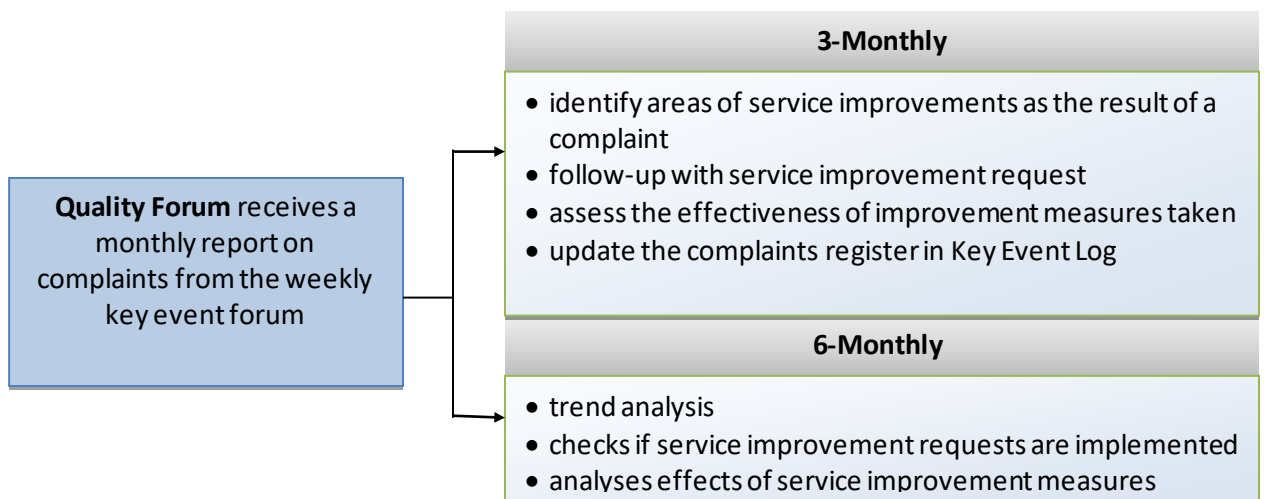 Quality Forum receives a
monthly report on
complaints from the weekly
key event forum
3-Monthly
• identify areas of service improvements as the result of a
complaint
• follow-up with service improvement request
• assess the effectiveness of improvement measures taken
• update the complaints register in Key Event Log
6-Monthly
• trend analysis
• checks if service improvement requests are implemented
• analyses effects of service improvement measures